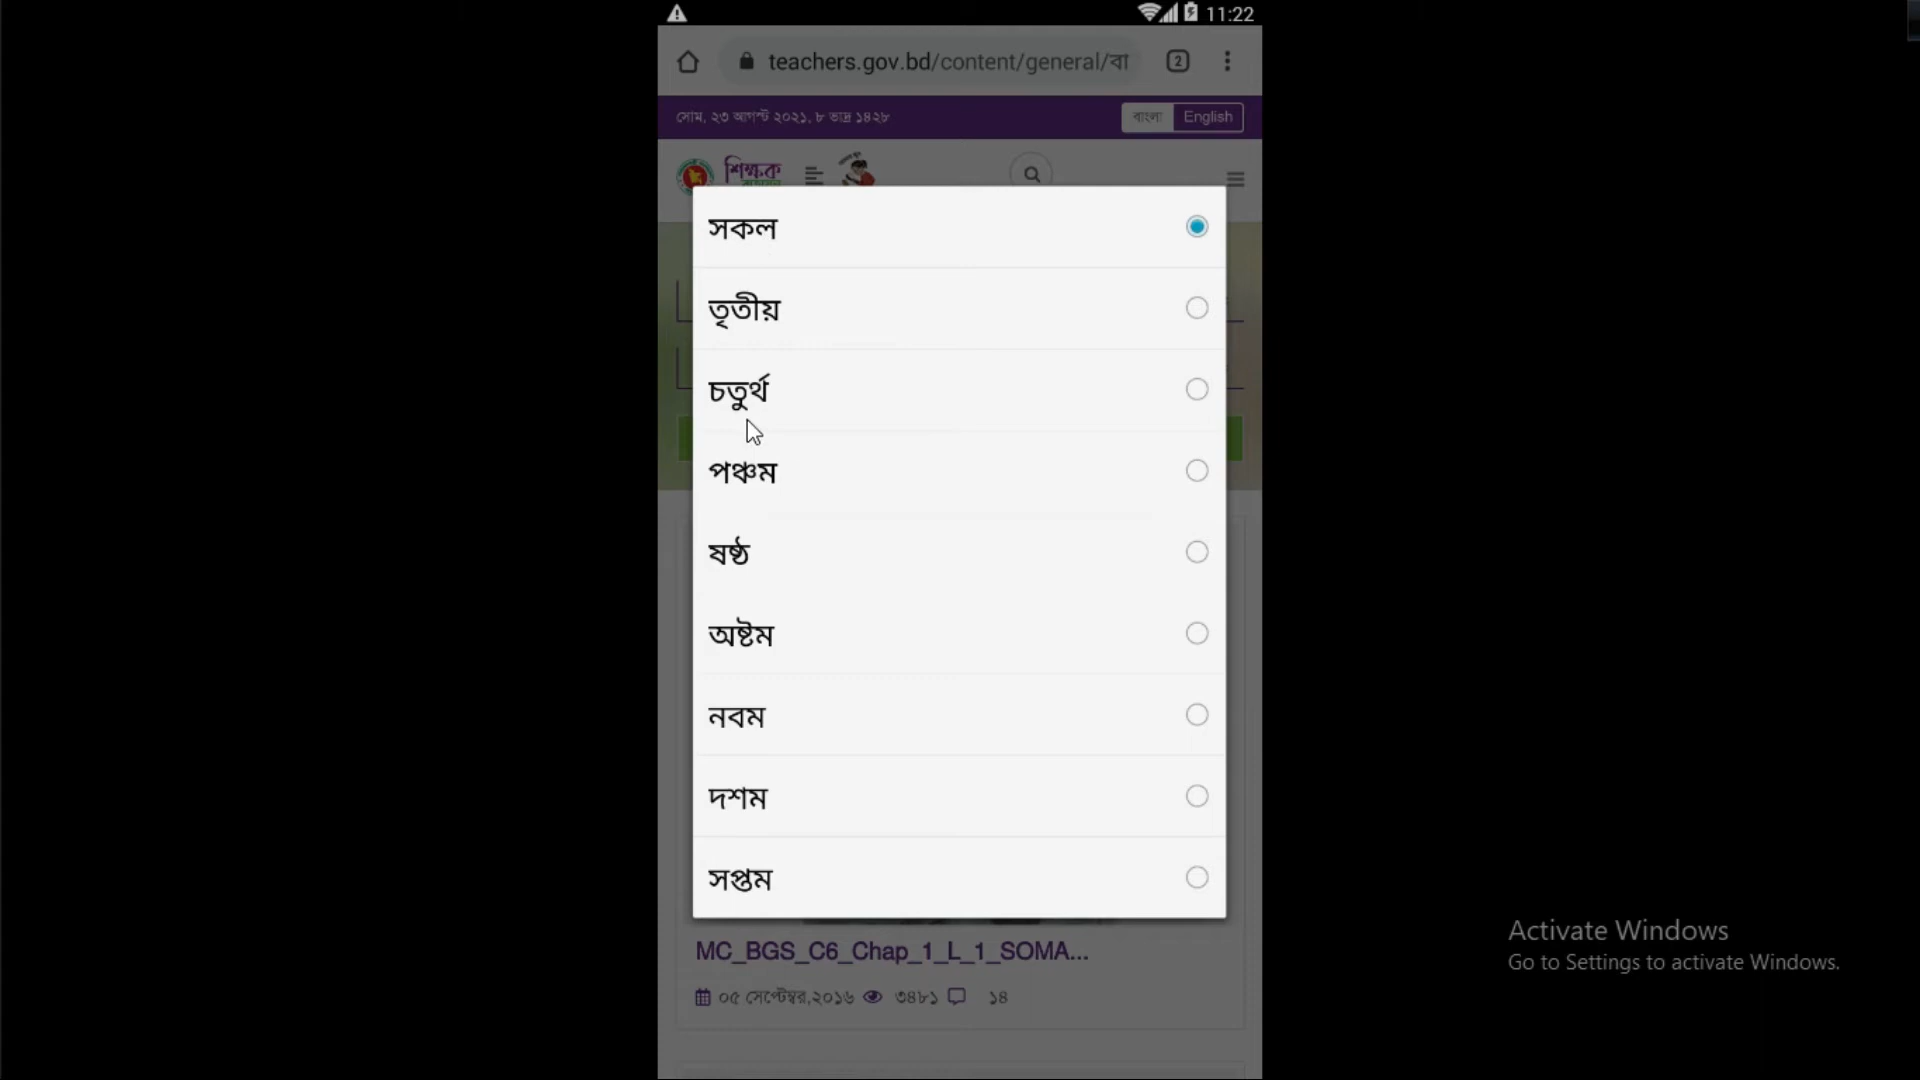 11:22
teachers.gov.bd/content/general/বা
2
সোম, ২৩ আগস্ট ২০২১, ৮ ভাদ্র ১৪২৮
বাংলা English
শিক্ষক
সকল
তৃতীয়
চতুর্থ
পঞ্চম
ষষ্ঠ
অষ্টম
নবম
দশম
সপ্তম
MC_BGS_C6_Chap_1_L_1_SOMA...
০৫ সেপ্টেম্বর,২০১৬ ৩৪৮১ ১৪
Activate Windows
Go to Settings to activate Windows.